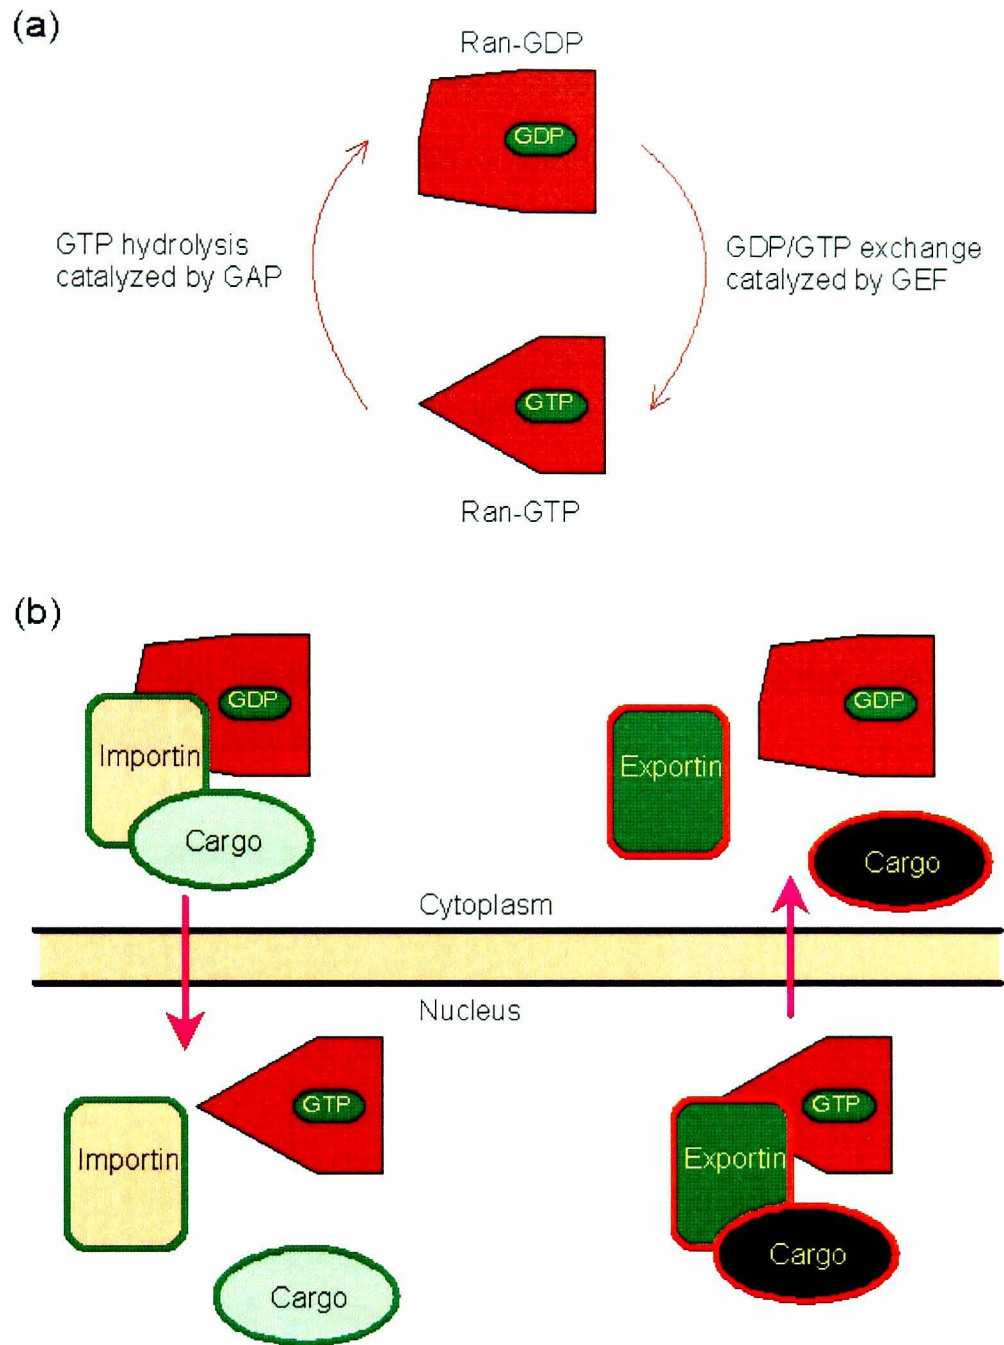 (a)
Ran-GDP
GDP
GTP hydrolysis
catalyzed by GAP
GDP/GTP exchange
catalyzed by GEF
GTP
Ran-GTP
(b)
GDP
Importin
Cargo
GDP
Exportin
Cargo
Cytoplasm
Nucleus
GTP
Importin
Cargo
GTP
Exportin
Cargo